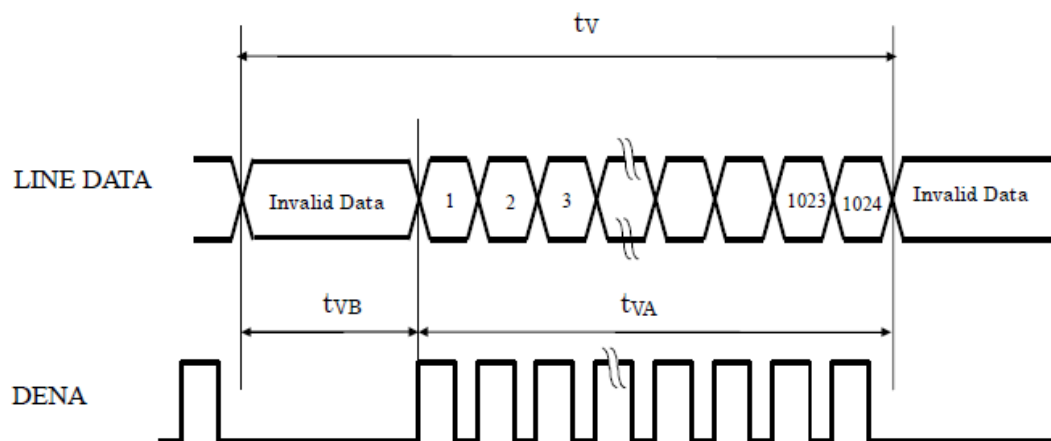 tV
LINE DATA
Invalid Data
1
2
3
1023
1024
Invalid Data
tVB
tVA
DENA